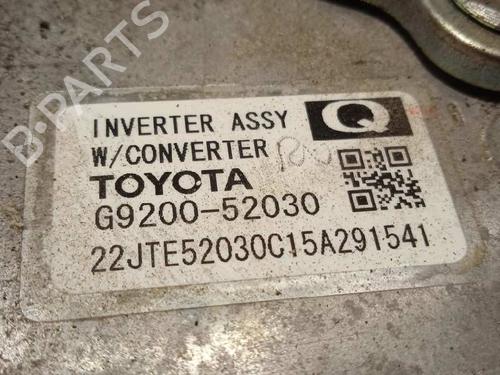 B-PARTS
INVERTER ASSY Q
W/CONVERTER
TOYOTA
G9200-52030
22JTE52030C15A291541